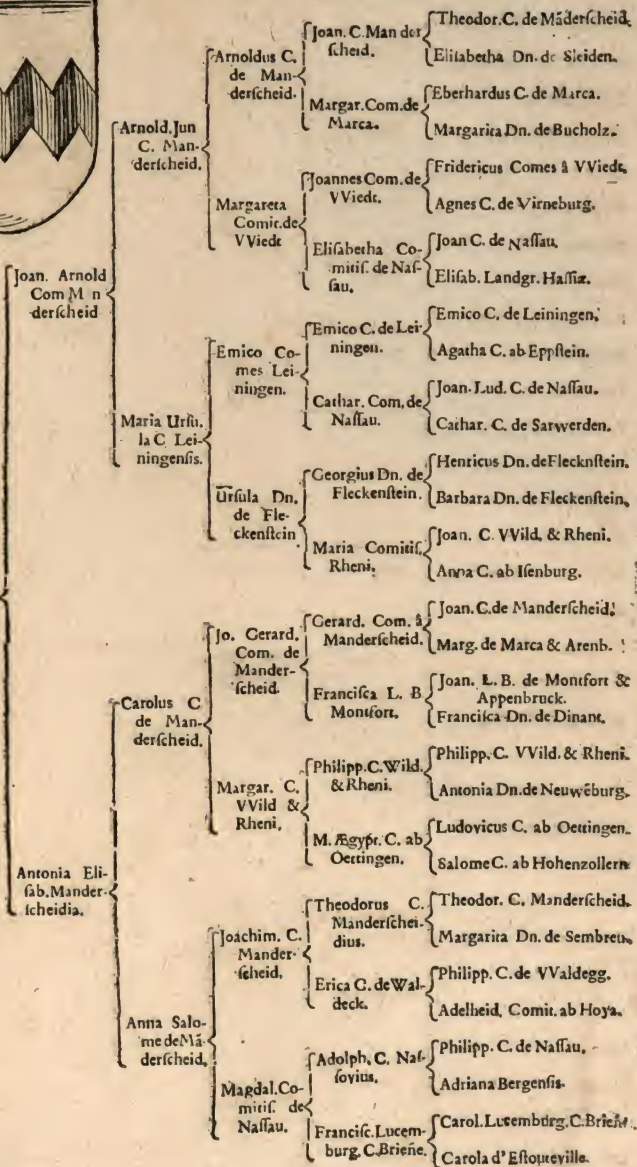 Joan. Arnold
Com M n
derſcheid
Antonia Eli-
ſab. Mander-
ſcheidia.
Arnold. Jun
C. Man-
derſcheid.
Maria Urſu-
la C Lei-
ningenſis.
Carolus C
de Man-
derſcheid.
Anna Salo-
me de Mā
derſcheid.
Arnoldus C.
de Man-
derſcheid.
Margareta
Comit. de
VViedt
Emico Co-
mes Lei-
ningen.
Urſula Dn.
de Fle-
ckenſtein
Jo. Gerard.
Com. de
Mander-
ſcheid.
Margar. C.
VVild &
Rheni.
Joachim. C.
Mander-
ſcheid.
Magdal. Co-
mitiſ. de
Naſſau.
Joan. C. Man der
ſcheid.
Margar. Com. de
Marca.
Joannes Com. de
VViedt.
Eliſabetha Co-
mitiſ. de Naſ-
ſau.
Emico C. de Lei-
ningen.
Cathar. Com. de
Naſſau.
Georgius Dn. de
Fleckenſtein.
Maria Comitiſ.
Rheni.
Gerard. Com. â
Manderſcheid.
Franciſca L. B
Montfort.
Philipp. C. Wild.
& Rheni.
M. Ægypt. C. ab
Oettingen.
Theodorus C.
Manderſchei-
dius.
Erica C. de Wal-
deck.
Adolph. C. Naſ-
ſovius.
Franciſc. Lucem-
burg. C. Brieñe.
Theodor. C. de Māderſcheid.
Eliſabetha Dn. de Sleiden.
Eberhardus C. de Marca.
Margarita Dn. de Bucholz.
Fridericus Comes â VViedt.
Agnes C. de Virneburg.
Joan C. de Naſſau.
Eliſab. Landgr. Haſſiæ.
Emico C. de Leiningen.
Agatha C. ab Eppſtein.
Joan. Lud. C. de Naſſau.
Cathar. C. de Sarwerden.
Henricus Dn. de Flecknſtein.
Barbara Dn. de Fleckenſtein.
Joan. C. VVild. & Rheni.
Anna C. ab Iſenburg.
Joan. C. de Manderſcheid.
Marg. de Marca & Arenb.
Joan. L. B. de Montfort &
Appenbruck.
Franciſca Dn. de Dinant.
Philipp. C. VVild. & Rheni.
Antonia Dn. de Neuwēburg.
Ludovicus C. ab Oettingen.
Salome C. ab Hohenzollern
Theodor. C. Manderſcheid.
Margarita Dn. de Sembreu.
Philipp. C. de VValdegg.
Adelheid. Comit. ab Hoya.
Philipp. C. de Naſſau.
Adriana Bergenſis.
Carol. Lucemburg. C. Brieñe.
Carola d'Eſtouteville.